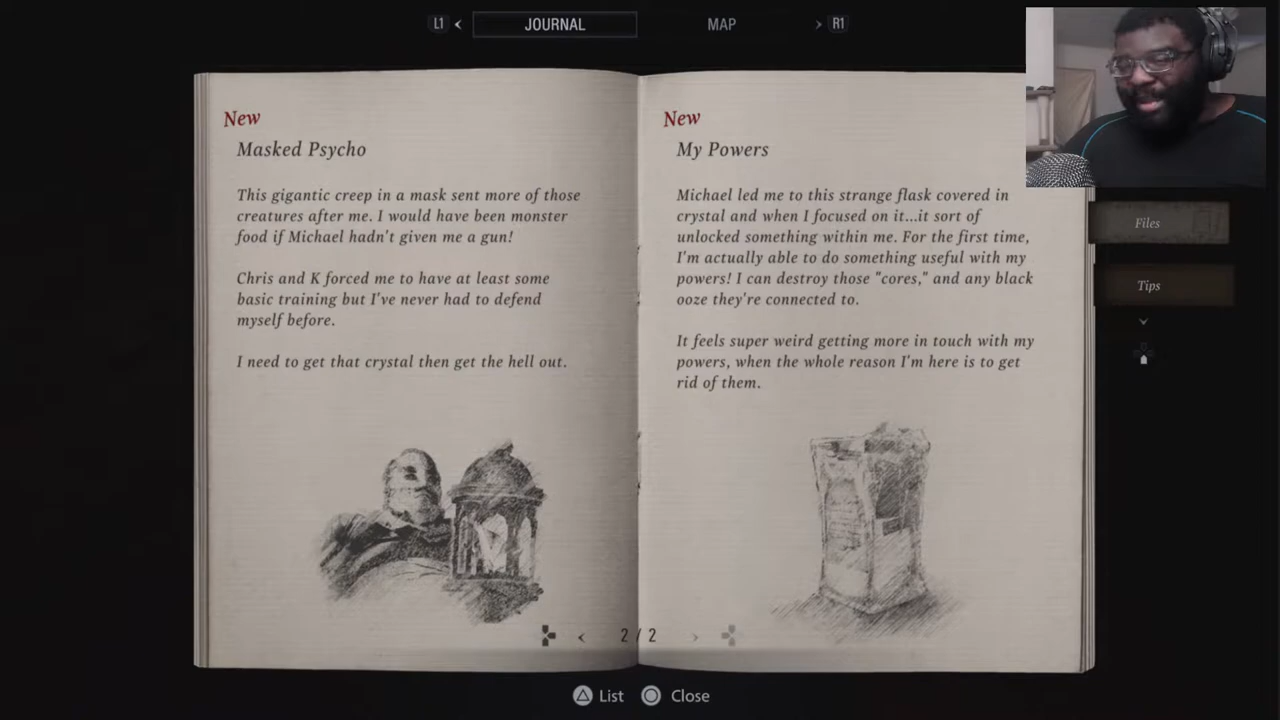 L1 JOURNAL MAP R1
New
Masked Psycho
This gigantic creep in a mask sent more of those
creatures after me. I would have been monster
food if Michael hadn't given me a gun!
Chris and K forced me to have at least some
basic training but I've never had to defend
myself before.
I need to get that crystal then get the hell out.
New
My Powers
Michael led me to this strange flask covered in
crystal and when I focused on it...it sort of
unlocked something within me. For the first time,
I'm actually able to do something useful with my
powers! I can destroy those "cores," and any black
ooze they're connected to.
It feels super weird getting more in touch with my
powers, when the whole reason I'm here is to get
rid of them.
Files
Tips
2 / 2
List Close